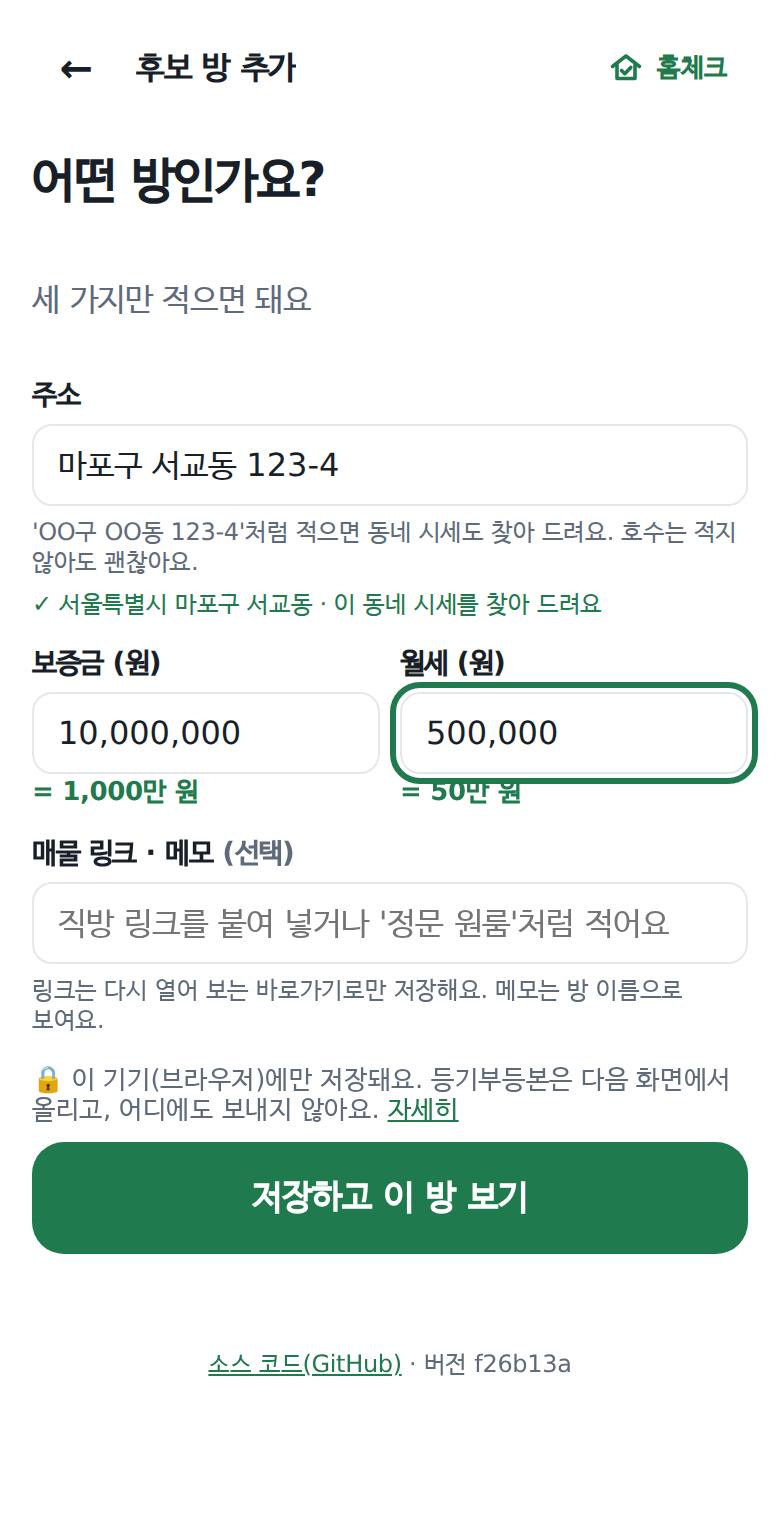 ← 후보 방 추가
홈체크
어떤 방인가요?
세 가지만 적으면 돼요
주소
마포구 서교동 123-4
'OO구 OO동 123-4'처럼 적으면 동네 시세도 찾아 드려요. 호수는 적지
않아도 괜찮아요.
✓ 서울특별시 마포구 서교동 · 이 동네 시세를 찾아 드려요
보증금 (원)
월세 (원)
10,000,000
500,000
= 1,000만 원
= 50만 원
매물 링크 · 메모 (선택)
직방 링크를 붙여 넣거나 '정문 원룸'처럼 적어요
링크는 다시 열어 보는 바로가기로만 저장해요. 메모는 방 이름으로
보여요.
🔒 이 기기(브라우저)에만 저장돼요. 등기부등본은 다음 화면에서
올리고, 어디에도 보내지 않아요. 자세히
저장하고 이 방 보기
소스 코드(GitHub) · 버전 f26b13a